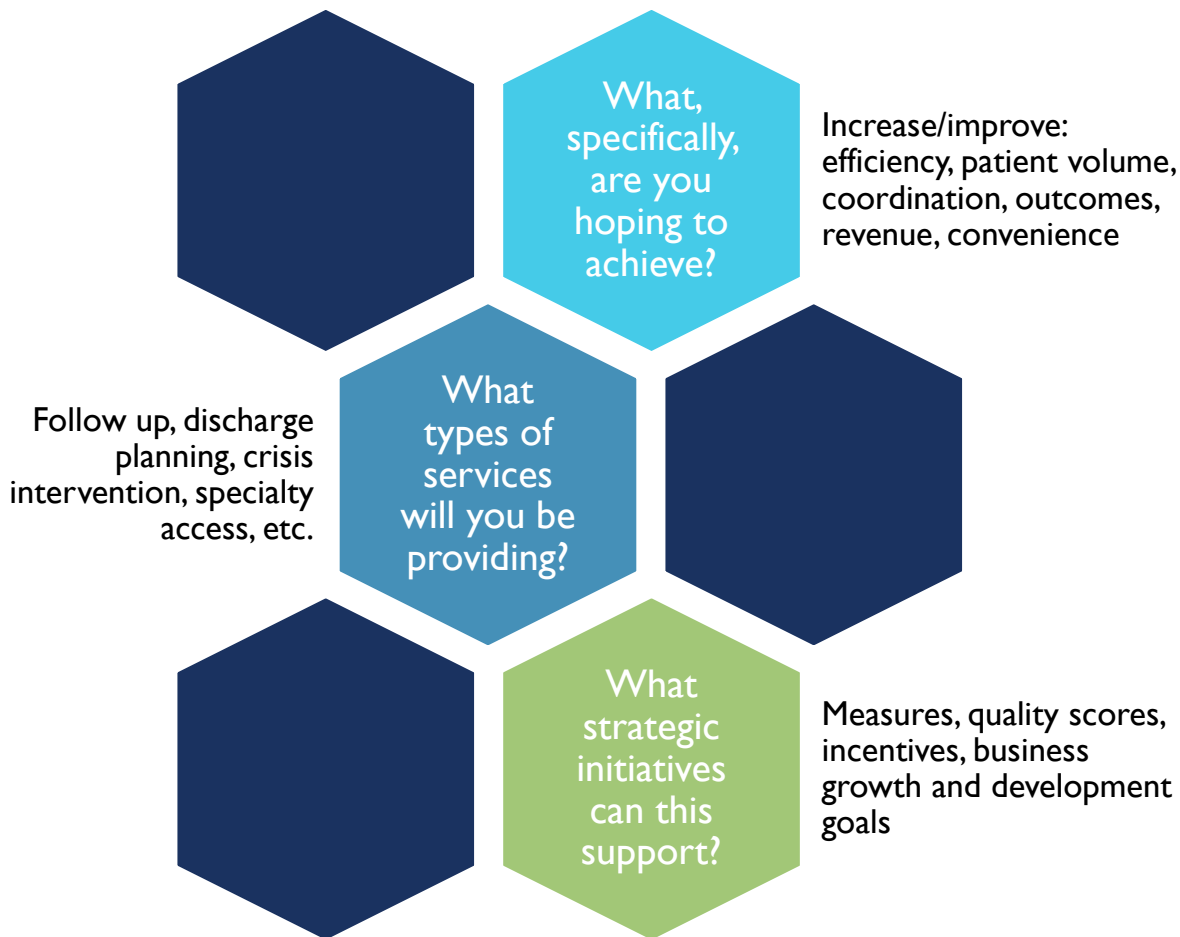 What,
specifically,
are you
hoping to
achieve?
Increase/improve:
efficiency, patient volume,
coordination, outcomes,
revenue, convenience
Follow up, discharge
planning, crisis
intervention, specialty
access, etc.
What
types of
services
will you be
providing?
What
strategic
initiatives
can this
support?
Measures, quality scores,
incentives, business
growth and development
goals